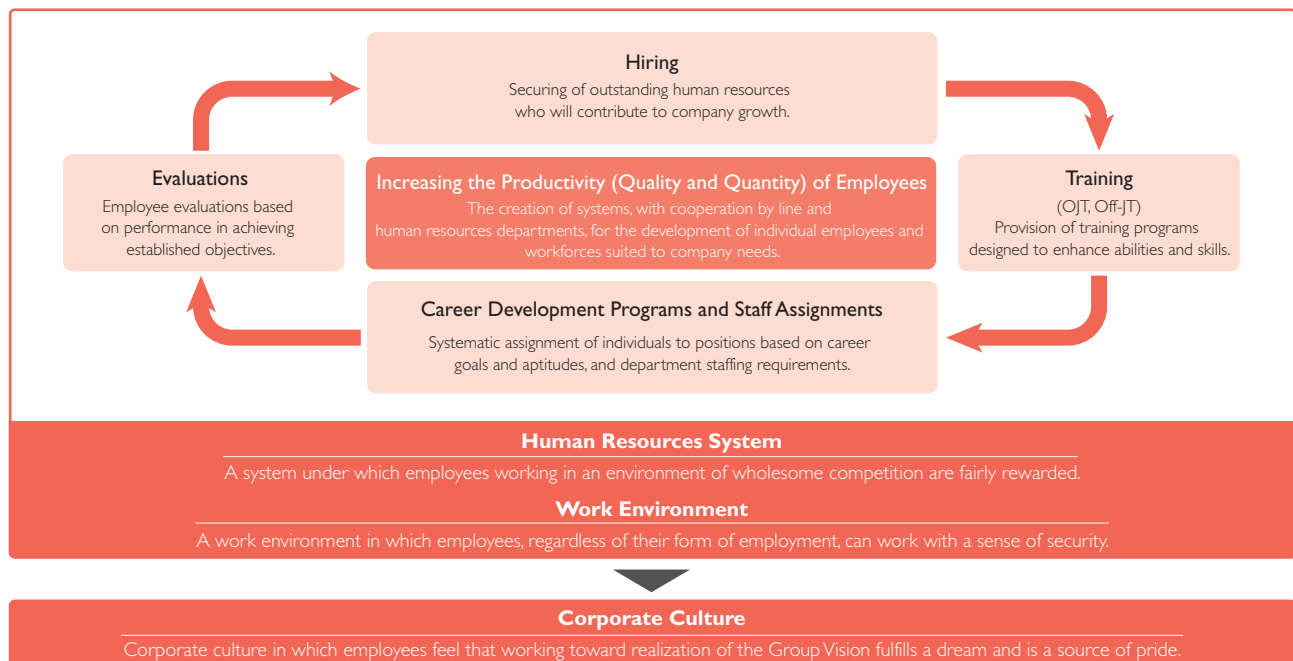 Hiring
Securing of outstanding human resources
who will contribute to company growth.
Evaluations
Employee evaluations based
on performance in achieving
established objectives.
Increasing the Productivity (Quality and Quantity) of Employees
The creation of systems, with cooperation by line and
human resources departments, for the development of individual employees and
workforces suited to company needs.
Training
(OJT, Off-JT)
Provision of training programs
designed to enhance abilities and skills.
Career Development Programs and Staff Assignments
Systematic assignment of individuals to positions based on career
goals and aptitudes, and department staffing requirements.
Human Resources System
A system under which employees working in an environment of wholesome competition are fairly rewarded.
Work Environment
A work environment in which employees, regardless of their form of employment, can work with a sense of security.
Corporate Culture
Corporate culture in which employees feel that working toward realization of the Group Vision fulfills a dream and is a source of pride.